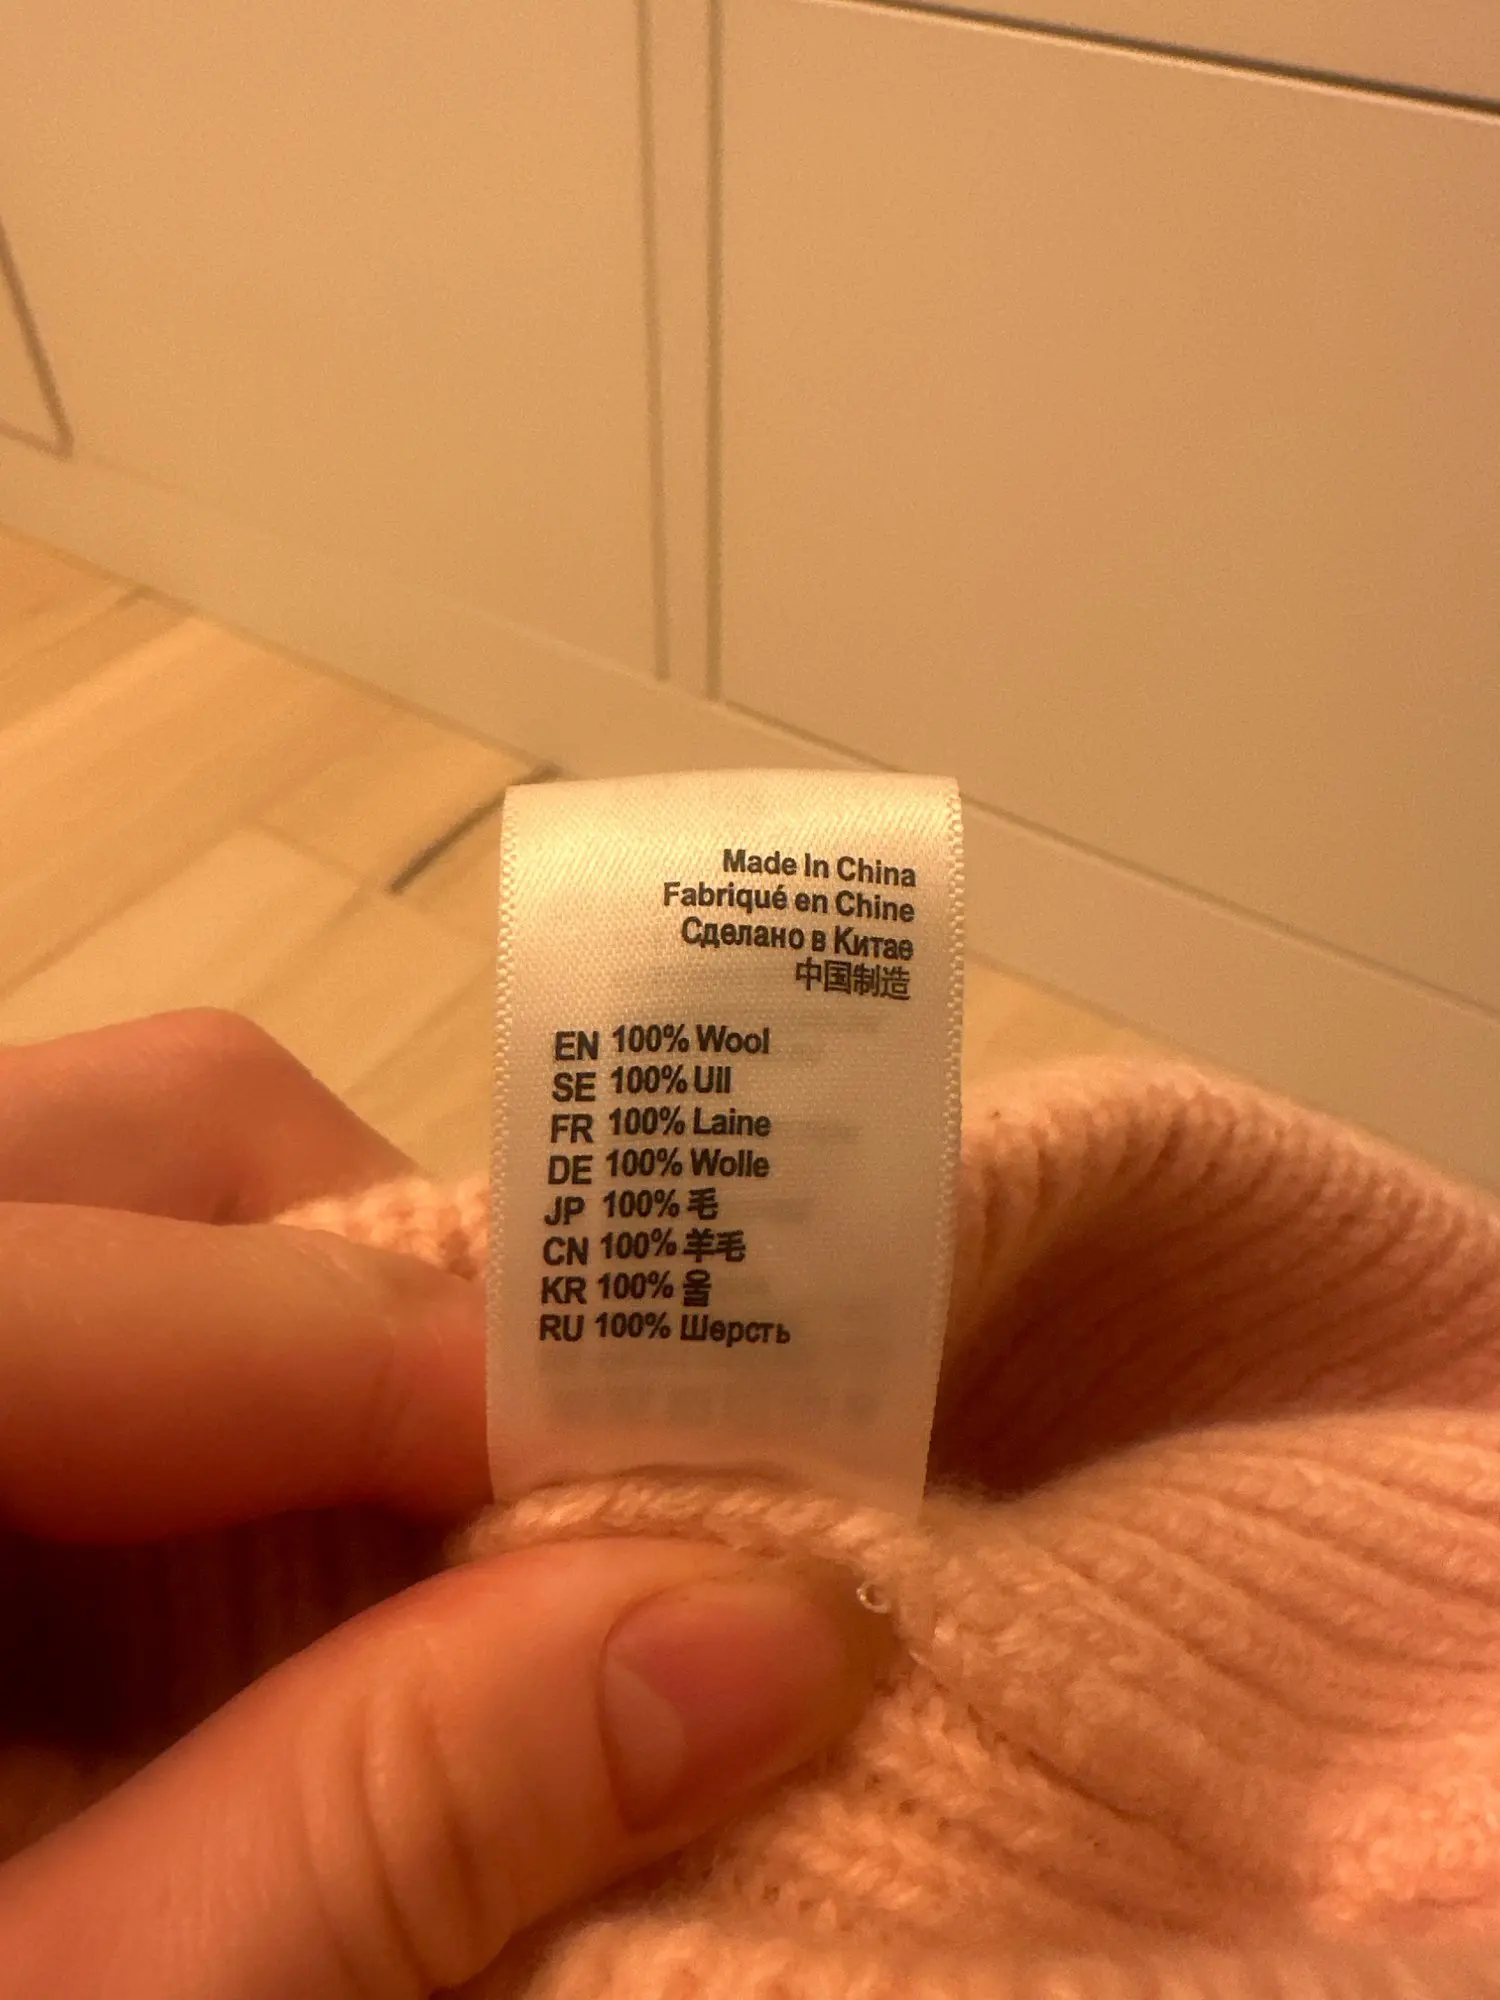 Made In China
Fabriqué en Chine
Сделано в Китае
中国制造
EN 100% Wool
SE 100% Ull
FR 100% Laine
DE 100% Wolle
JP 100% 毛
CN 100% 羊毛
KR 100% 울
RU 100% Шерсть